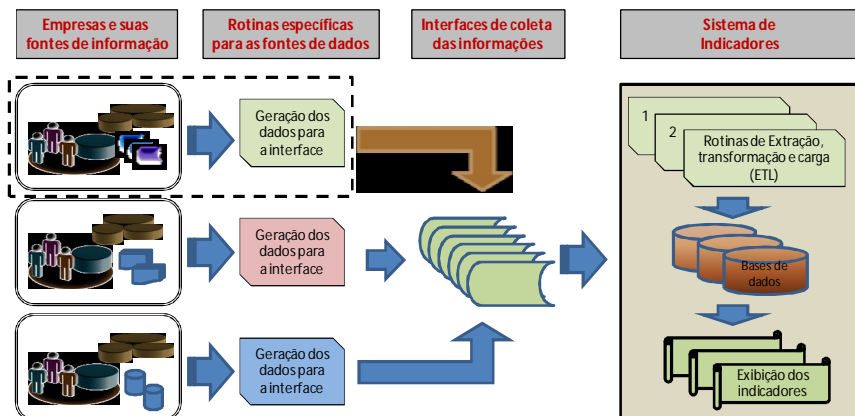 Empresas e suas
fontes de informação
Rotinas específicas
para as fontes de dados
Interfaces de coleta
das informações
Sistema de
Indicadores
Geração dos
dados para
a interface
1
2
Rotinas de Extração,
transformação e carga
(ETL)
Geração dos
dados para
a interface
Bases de
dados
Geração dos
dados para
a interface
Exibição dos
indicadores